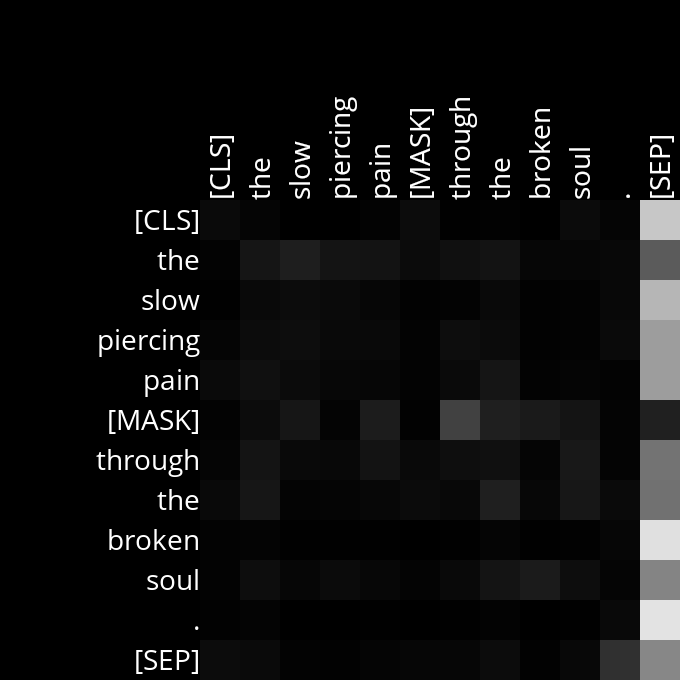 [CLS] the slow piercing pain [MASK] through the broken soul . [SEP]
[CLS]
the
slow
piercing
pain
[MASK]
through
the
broken
soul
.
[SEP]